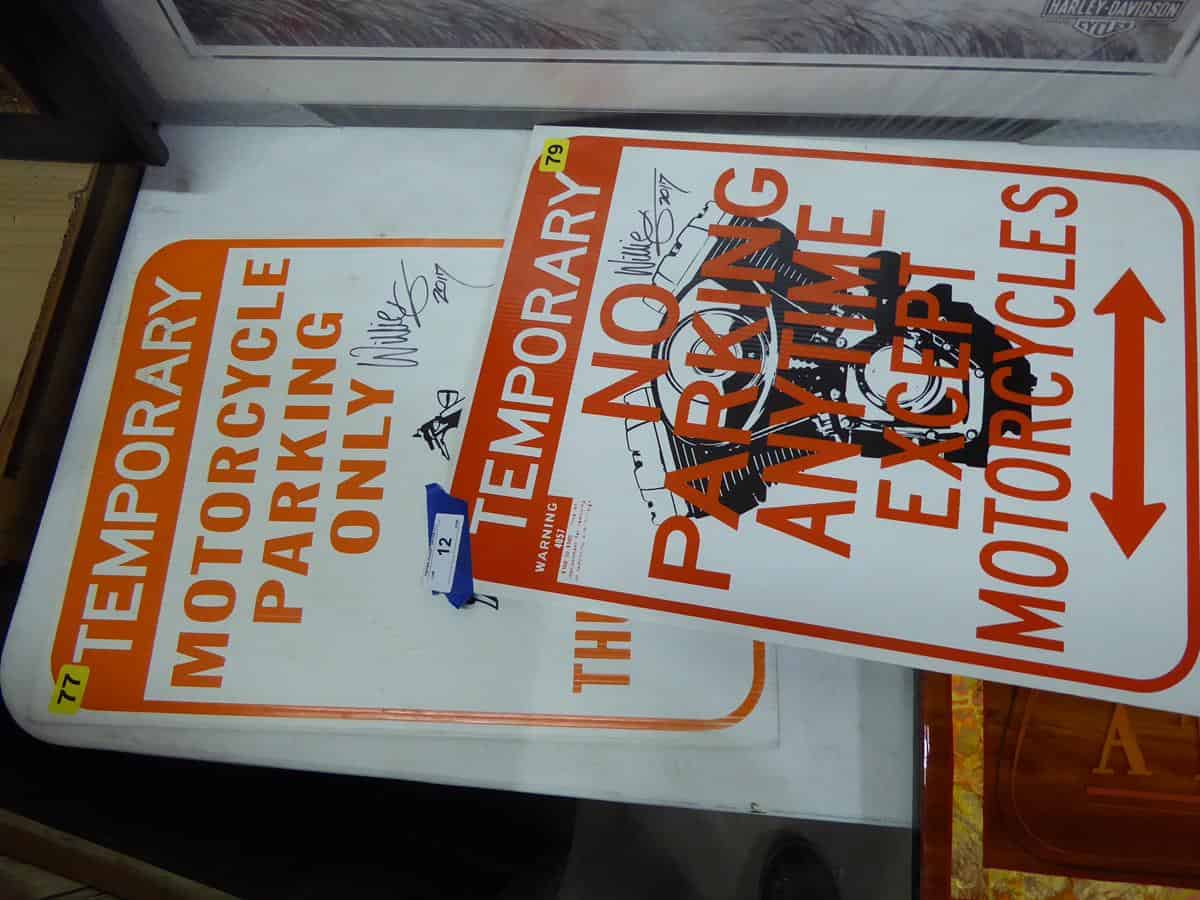 HARLEY-DAVIDSON
77
TEMPORARY
MOTORCYCLE
PARKING
ONLY
Willie G
2017
THI
12
79
TEMPORARY
NO
PARKING
ANYTIME
EXCEPT
MOTORCYCLES
Willie G
2017
WARNING
4057
A